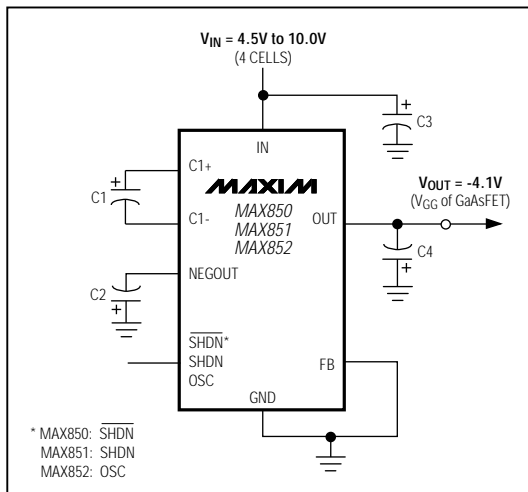 VIN = 4.5V to 10.0V
(4 CELLS)
C3
IN
C1+
C1
C1-
MAXIM
MAX850
MAX851
MAX852
OUT
VOUT = -4.1V
(VGG of GaAsFET)
C4
NEGOUT
C2
SHDN*
SHDN
OSC
FB
GND
* MAX850: SHDN
MAX851: SHDN
MAX852: OSC